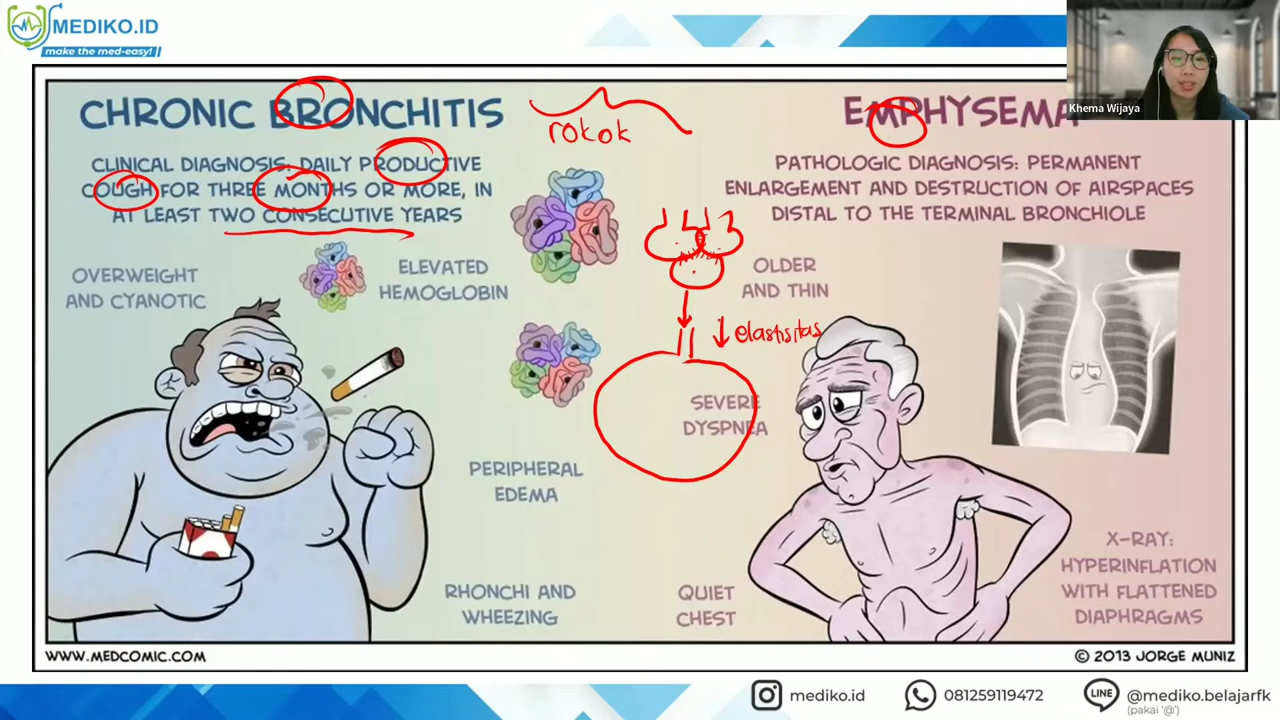 MEDIKO.ID
make the med-easy!
Khema Wijaya
CHRONIC BRONCHITIS
CLINICAL DIAGNOSIS: DAILY PRODUCTIVE
COUGH FOR THREE MONTHS OR MORE, IN
AT LEAST TWO CONSECUTIVE YEARS
OVERWEIGHT
AND CYANOTIC
ELEVATED
HEMOGLOBIN
PERIPHERAL
EDEMA
RHONCHI AND
WHEEZING
rokok
↓ elastisitas
EMPHYSEMA
PATHOLOGIC DIAGNOSIS: PERMANENT
ENLARGEMENT AND DESTRUCTION OF AIRSPACES
DISTAL TO THE TERMINAL BRONCHIOLE
OLDER
AND THIN
SEVERE
DYSPNEA
QUIET
CHEST
X-RAY:
HYPERINFLATION
WITH FLATTENED
DIAPHRAGMS
WWW.MEDCOMIC.COM
© 2013 JORGE MUNIZ
mediko.id
081259119472
LINE
@mediko.belajarfk
(pakai '@')